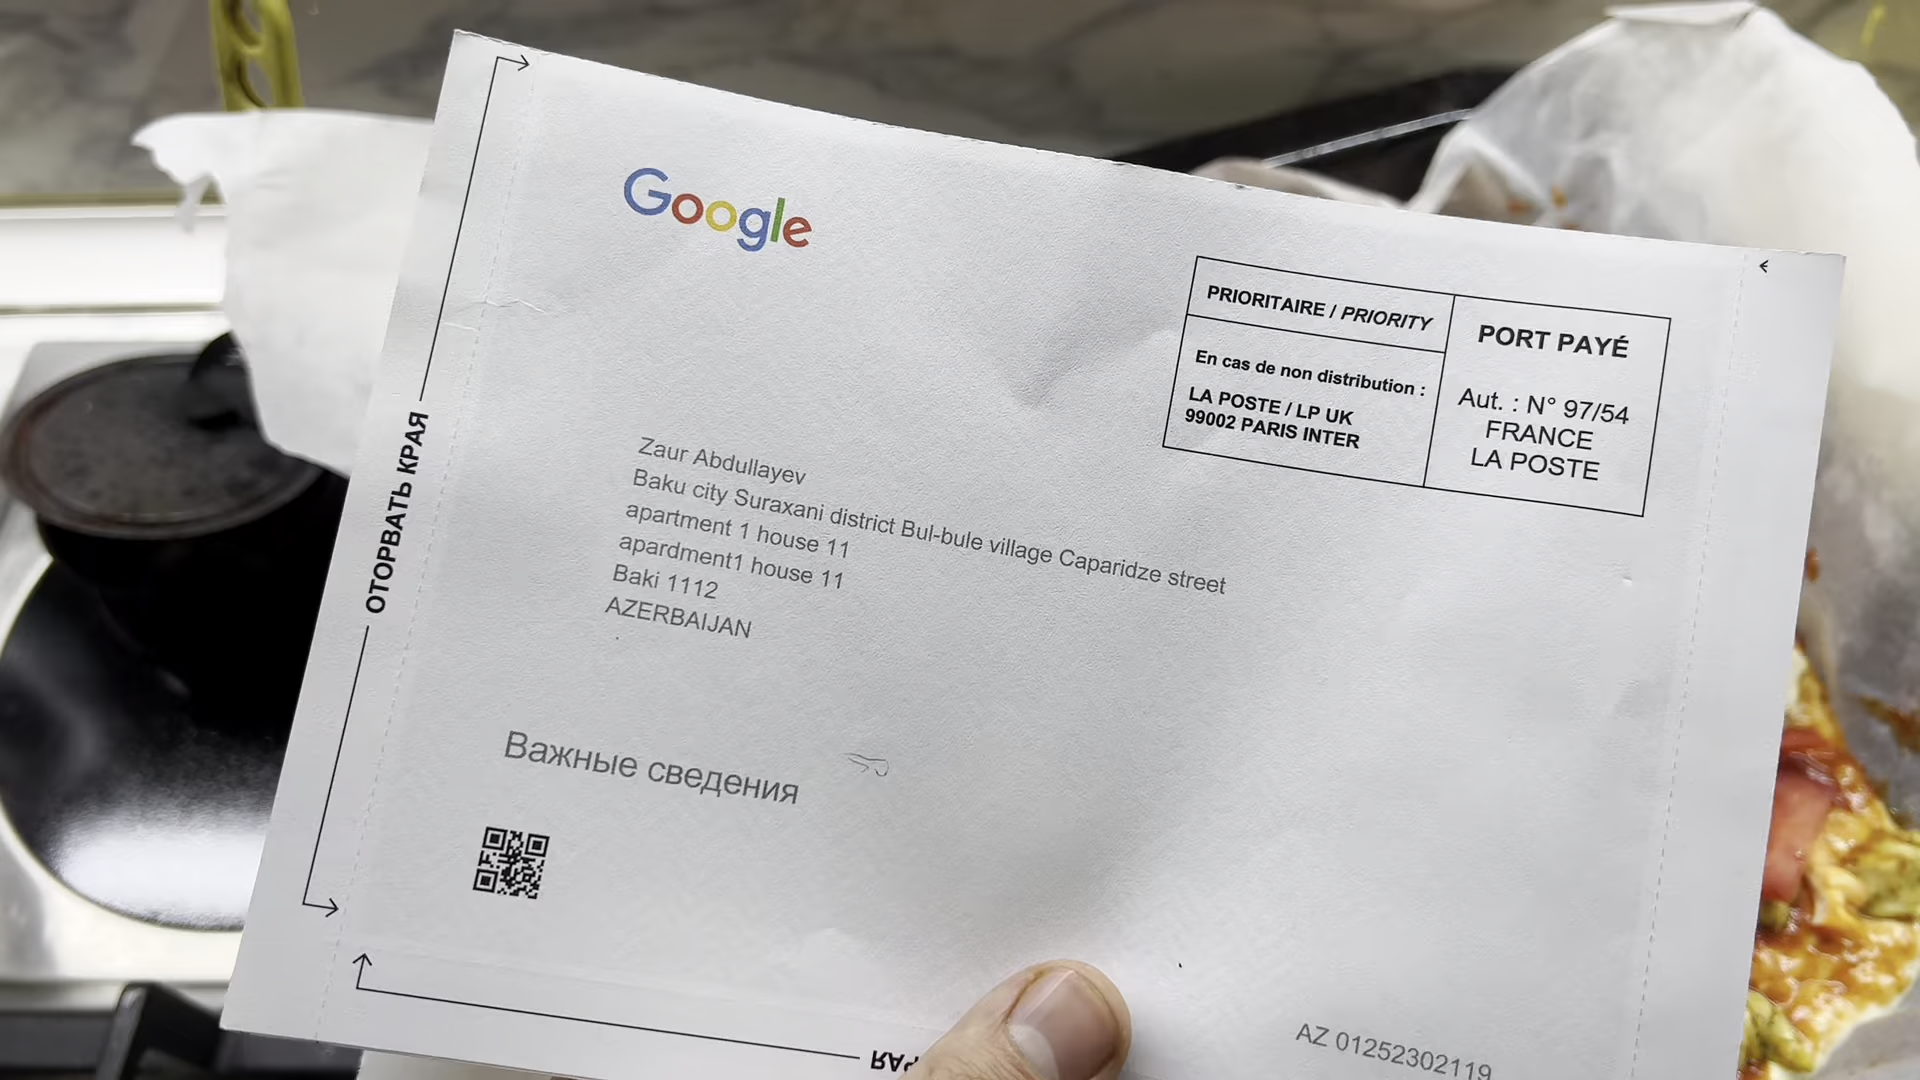 Google
PRIORITAIRE / PRIORITY
En cas de non distribution :
LA POSTE / LP UK
99002 PARIS INTER
PORT PAYÉ
Aut. : N° 97/54
FRANCE
LA POSTE
ОТОРВАТЬ КРАЯ
Zaur Abdullayev
Baku city Suraxani district Bul-bule village Caparidze street
apartment 1 house 11
apardment1 house 11
Baki 1112
AZERBAIJAN
Важные сведения
AZ 01252302119